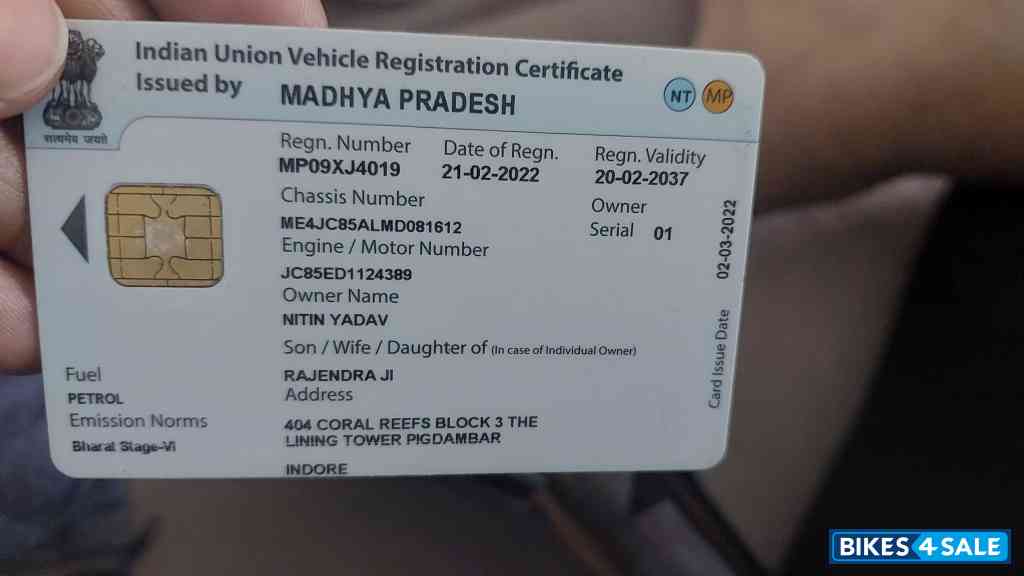 Indian Union Vehicle Registration Certificate
Issued by MADHYA PRADESH
NT MP
सत्यमेव जयते
Regn. Number Date of Regn. Regn. Validity
MP09XJ4019 21-02-2022 20-02-2037
Chassis Number Owner
ME4JC85ALMD081612 Serial 01
Engine / Motor Number
JC85ED1124389
Owner Name
NITIN YADAV
Son / Wife / Daughter of (In case of Individual Owner)
Fuel RAJENDRA JI
PETROL Address
Emission Norms 404 CORAL REEFS BLOCK 3 THE
Bharat Stage-VI LINING TOWER PIGDAMBAR
INDORE
Card Issue Date 02-03-2022
BIKES4SALE